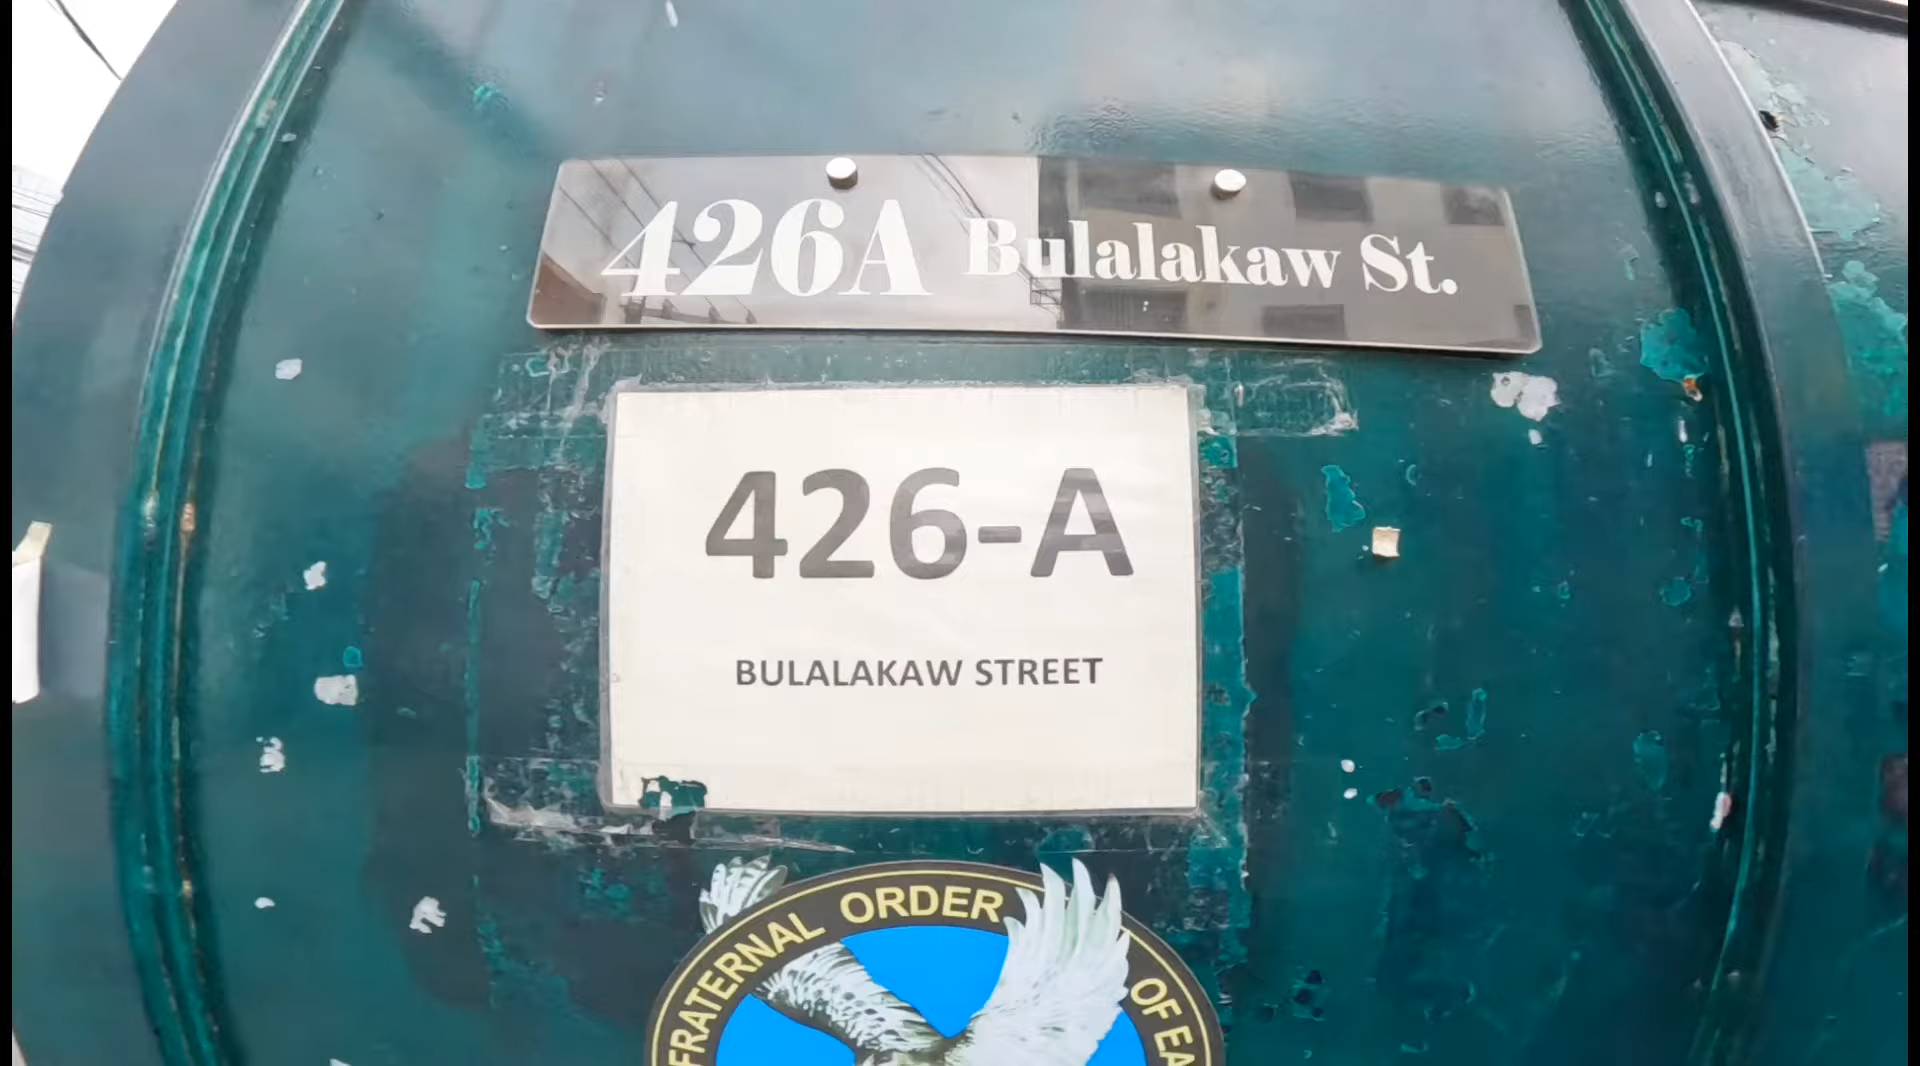 426A Bulalakaw St.
426-A
BULALAKAW STREET
FRATERNAL ORDER OF EA